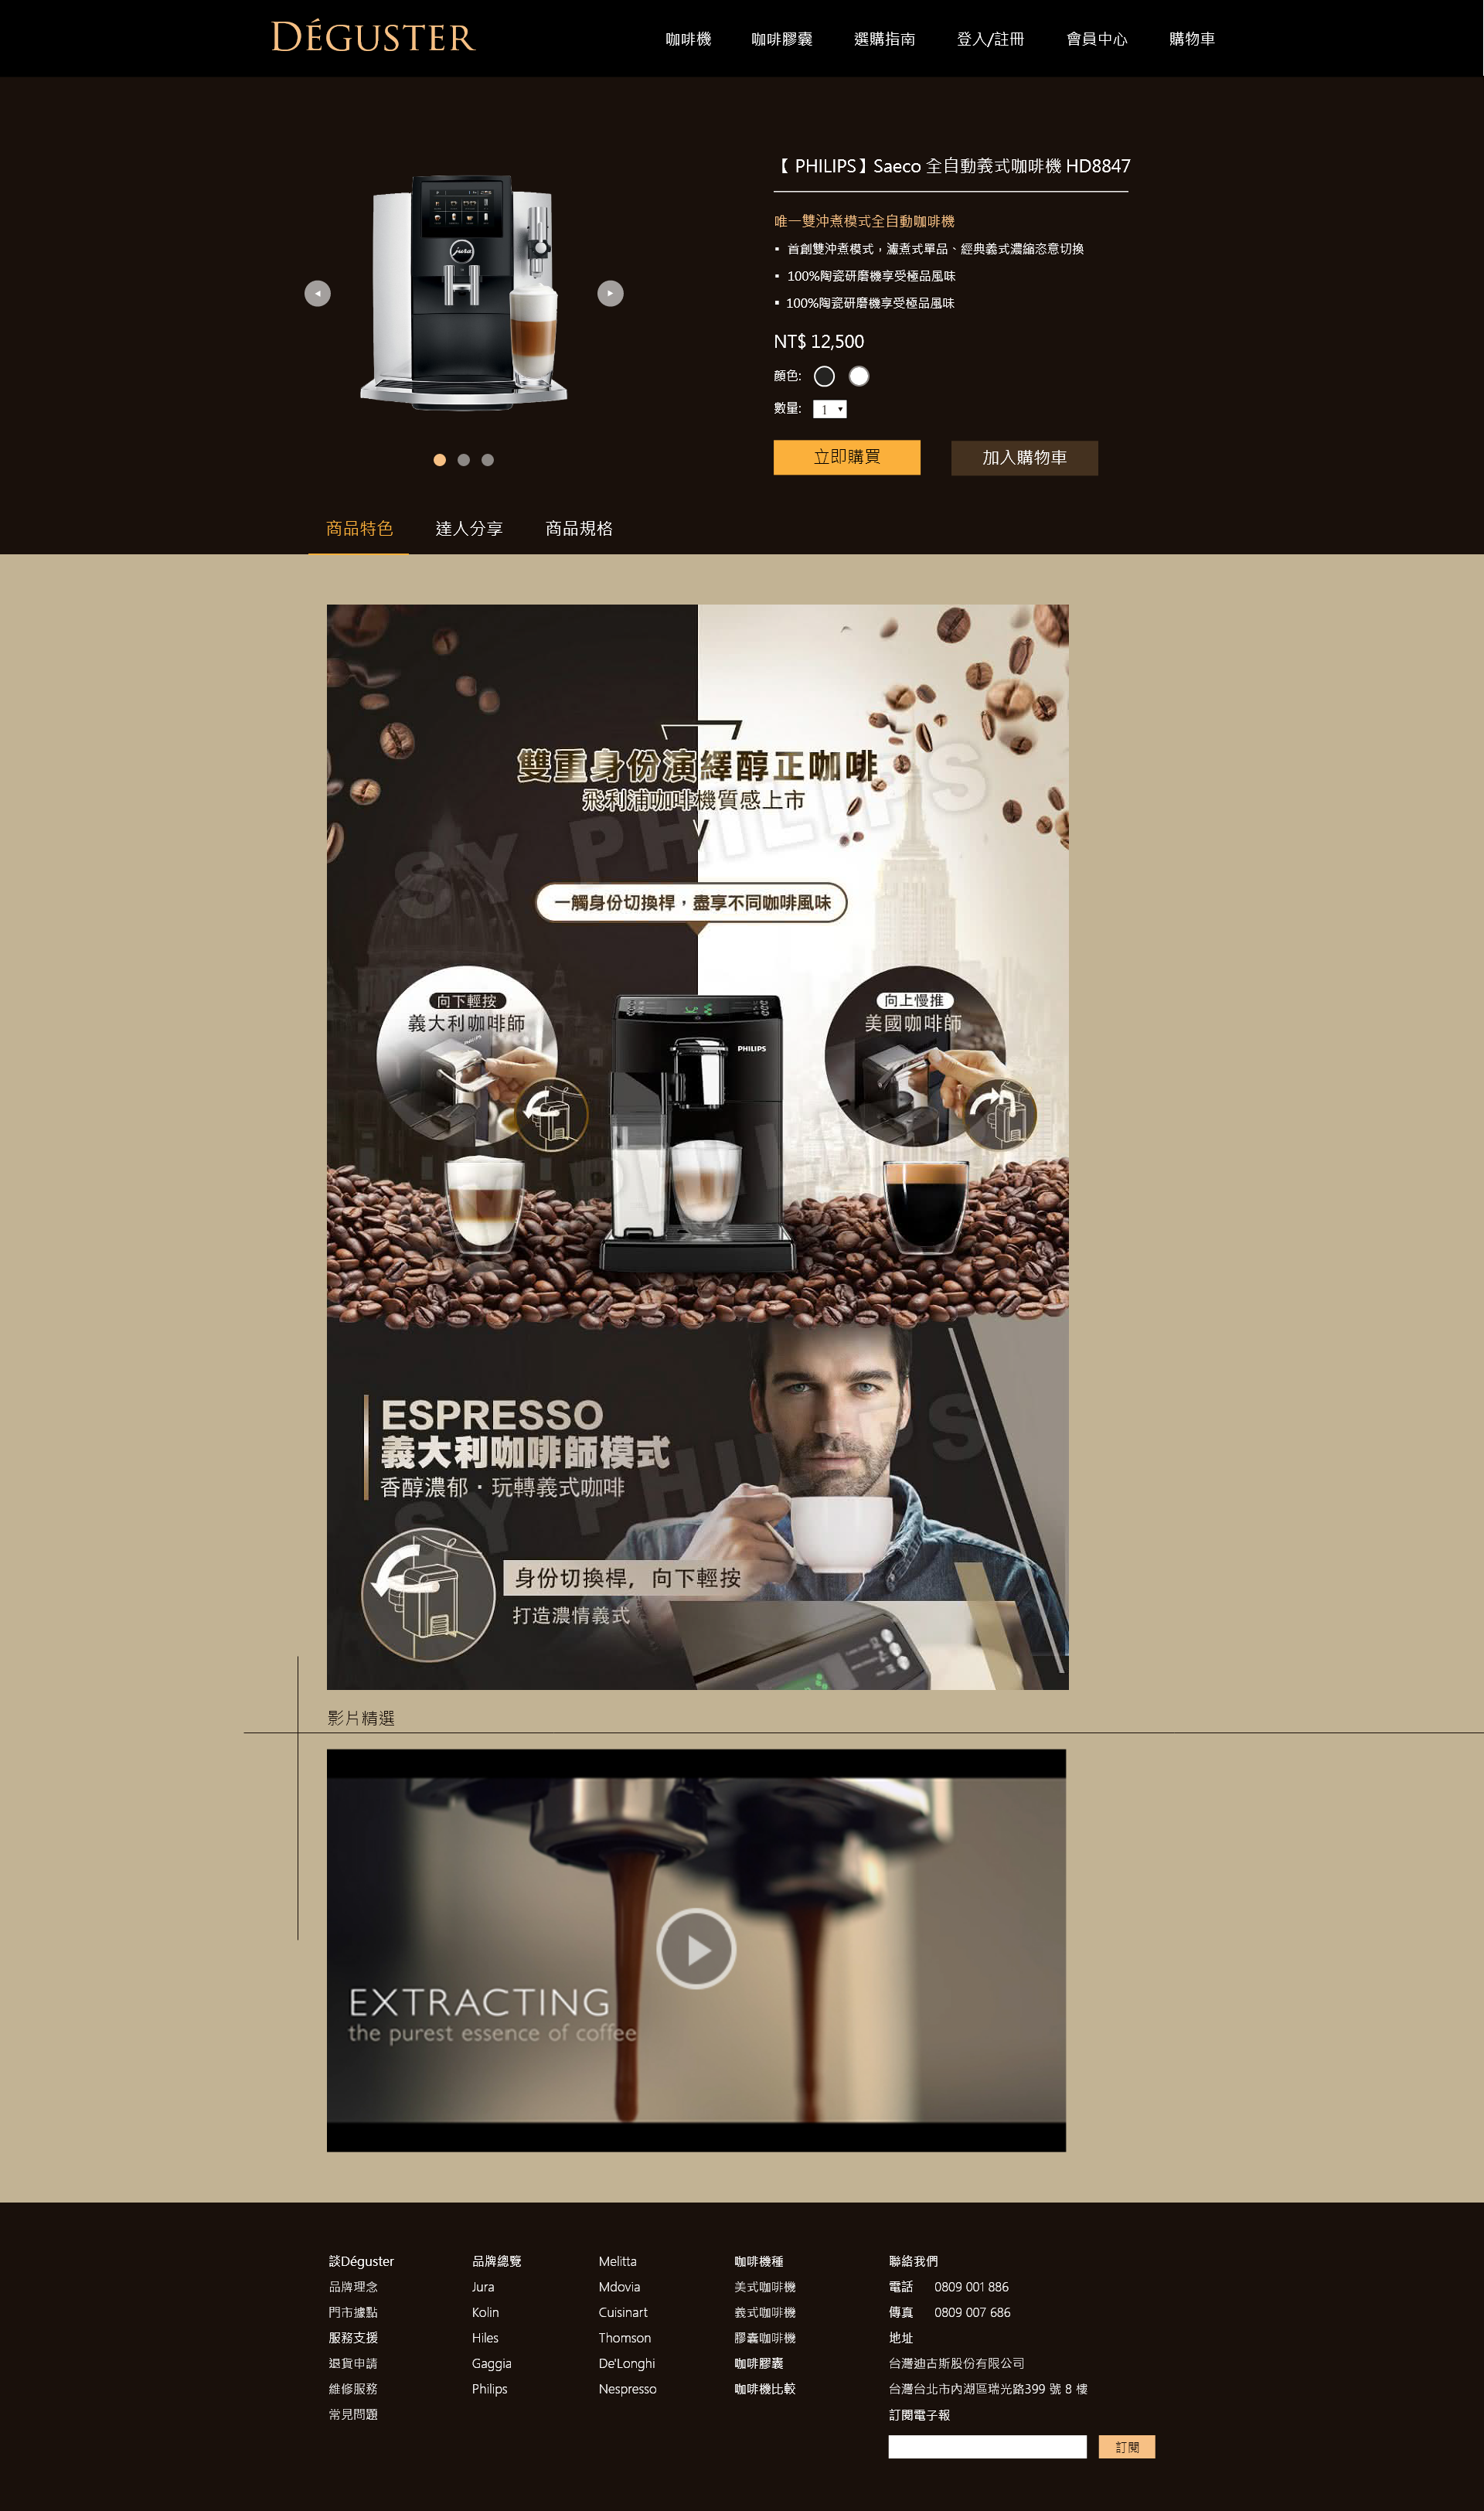 DÉGUSTER
咖啡機 咖啡膠囊 選購指南 登入/註冊 會員中心 購物車
【 PHILIPS】Saeco 全自動義式咖啡機 HD8847
唯一雙沖煮模式全自動咖啡機
▪ 首創雙沖煮模式，濾煮式單品、經典義式濃縮恣意切換
▪ 100%陶瓷研磨機享受極品風味
▪ 100%陶瓷研磨機享受極品風味
NT$ 12,500
顏色:
數量: 1
立即購買 加入購物車
jura
商品特色 達人分享 商品規格
雙重身份演繹醇正咖啡
飛利浦咖啡機質感上市
SY PHILIPS
一觸身份切換桿，盡享不同咖啡風味
向下輕按
義大利咖啡師
向上慢推
美國咖啡師
PHILIPS
ESPRESSO
義大利咖啡師模式
香醇濃郁・玩轉義式咖啡
SY PHILIPS
身份切換桿，向下輕按
打造濃情義式
影片精選
EXTRACTING
the purest essence of coffee
談Déguster 品牌總覽 Melitta 咖啡機種 聯絡我們
品牌理念 Jura Mdovia 美式咖啡機 電話 0809 001 886
門市據點 Kolin Cuisinart 義式咖啡機 傳真 0809 007 686
服務支援 Hiles Thomson 膠囊咖啡機 地址
退貨申請 Gaggia De'Longhi 咖啡膠囊 台灣迪古斯股份有限公司
維修服務 Philips Nespresso 咖啡機比較 台灣台北市內湖區瑞光路399 號 8 樓
常見問題 訂閱電子報
訂閱